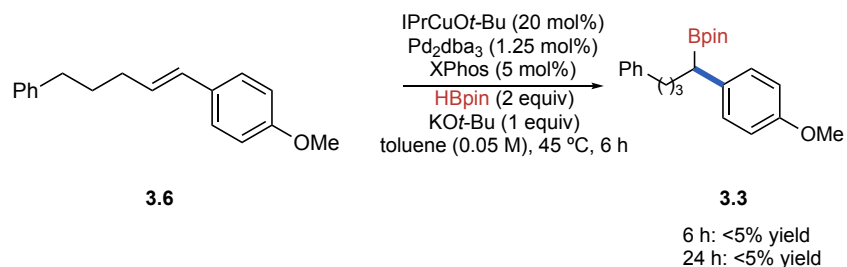 IPrCuOt-Bu (20 mol%)
Pd₂dba₃ (1.25 mol%)
XPhos (5 mol%)
HBpin (2 equiv)
KOt-Bu (1 equiv)
toluene (0.05 M), 45 ºC, 6 h
Ph
OMe
3.6
Bpin
Ph
( )₃
OMe
3.3
6 h: <5% yield
24 h: <5% yield